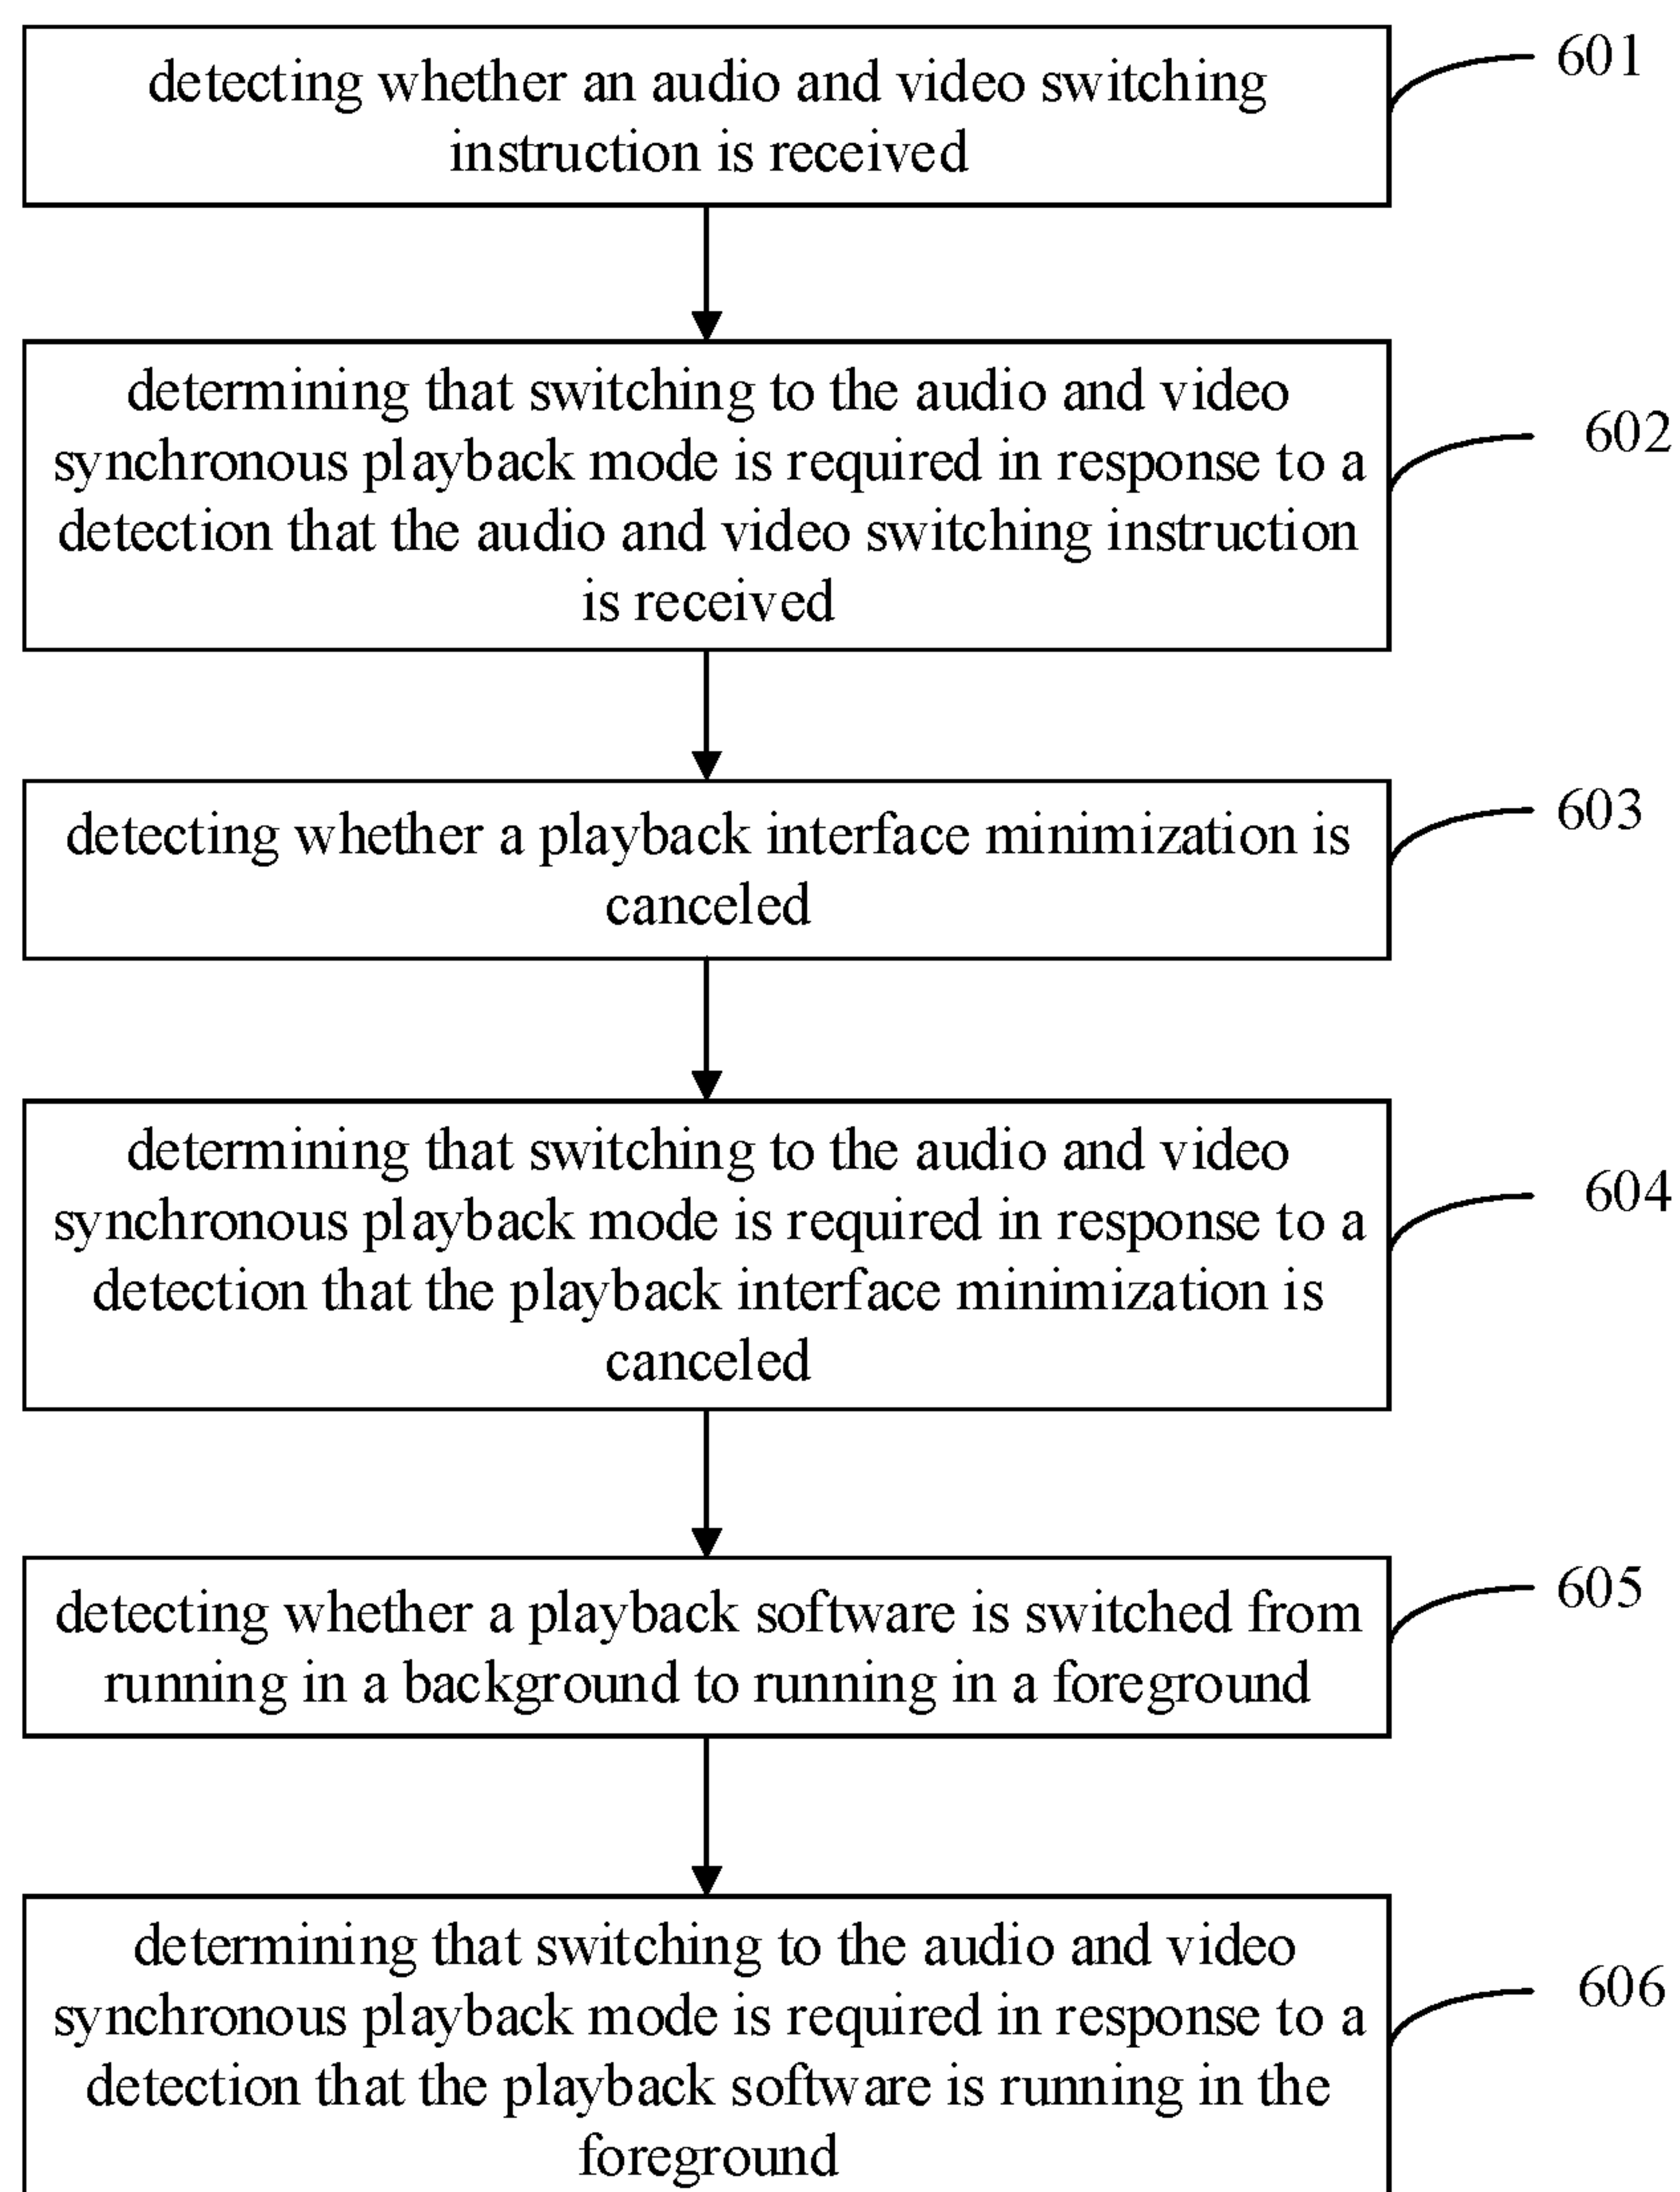 detecting whether an audio and video switching
instruction is received
601
determining that switching to the audio and video
synchronous playback mode is required in response to a
detection that the audio and video switching instruction
is received
602
detecting whether a playback interface minimization is
canceled
603
determining that switching to the audio and video
synchronous playback mode is required in response to a
detection that the playback interface minimization is
canceled
604
detecting whether a playback software is switched from
running in a background to running in a foreground
605
determining that switching to the audio and video
synchronous playback mode is required in response to a
detection that the playback software is running in the
foreground
606